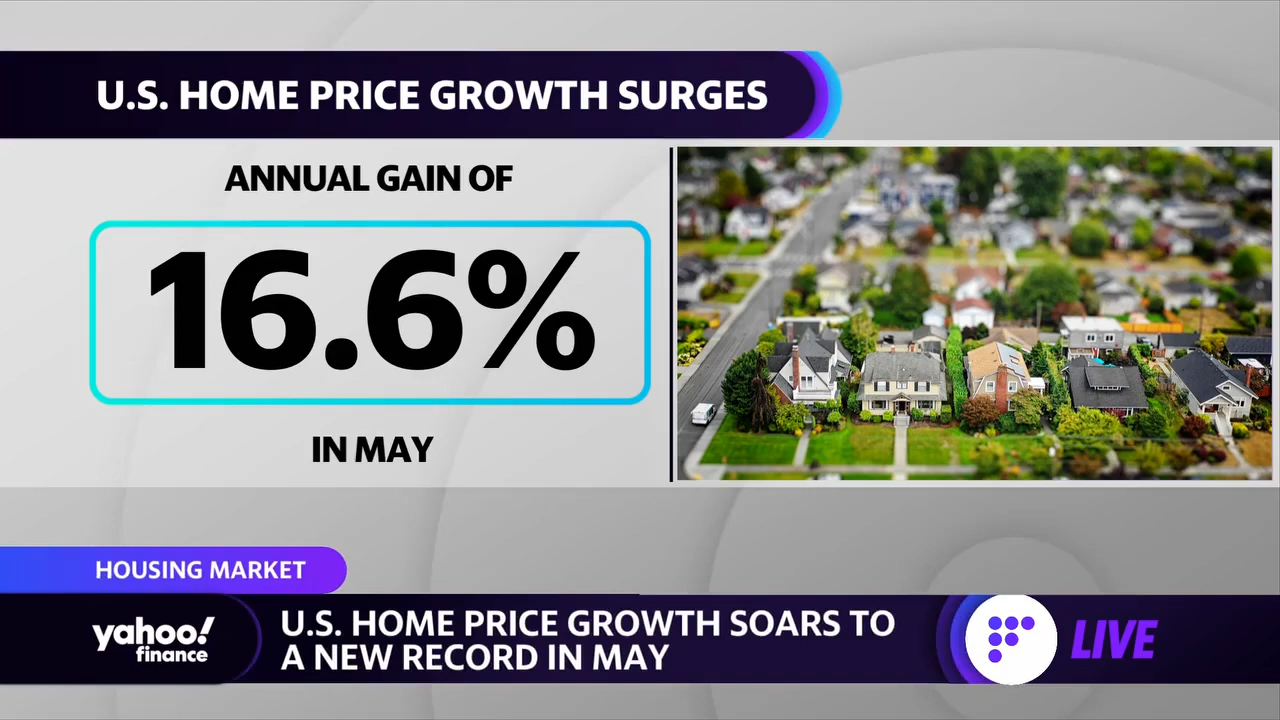 U.S. HOME PRICE GROWTH SURGES
ANNUAL GAIN OF
16.6%
IN MAY
HOUSING MARKET
yahoo!
finance
U.S. HOME PRICE GROWTH SOARS TO
A NEW RECORD IN MAY
LIVE